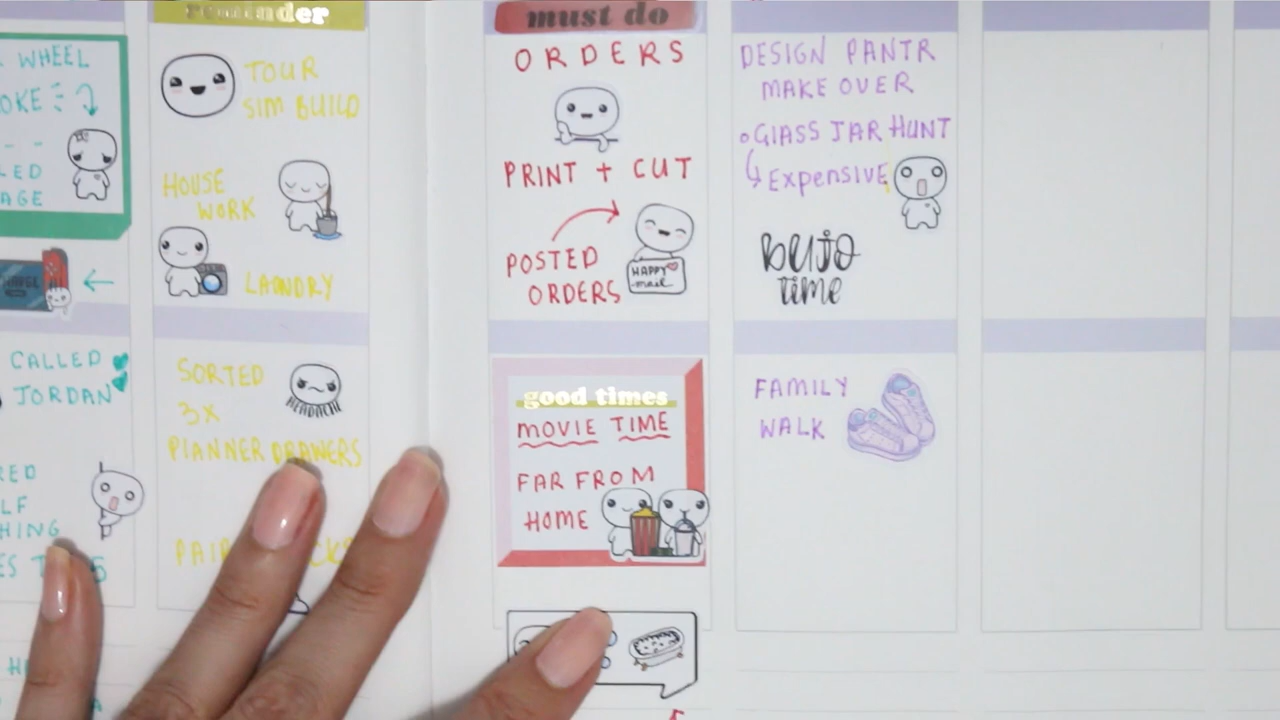 WHEEL
OKE
LED
AGE
CALLED
JORDAN
RED
LF
HING
reminder
TOUR
SIM BUILD
HOUSE
WORK
LAUNDRY
SORTED
3x
HEADACHE
PLANNER DRAWERS
must do
ORDERS
PRINT + CUT
POSTED
ORDERS
HAPPY
mail
good times
MOVIE TIME
FAR FROM
HOME
DESIGN PANTR
MAKE OVER
GLASS JAR HUNT
Expensive
BUJO
time
FAMILY
WALK